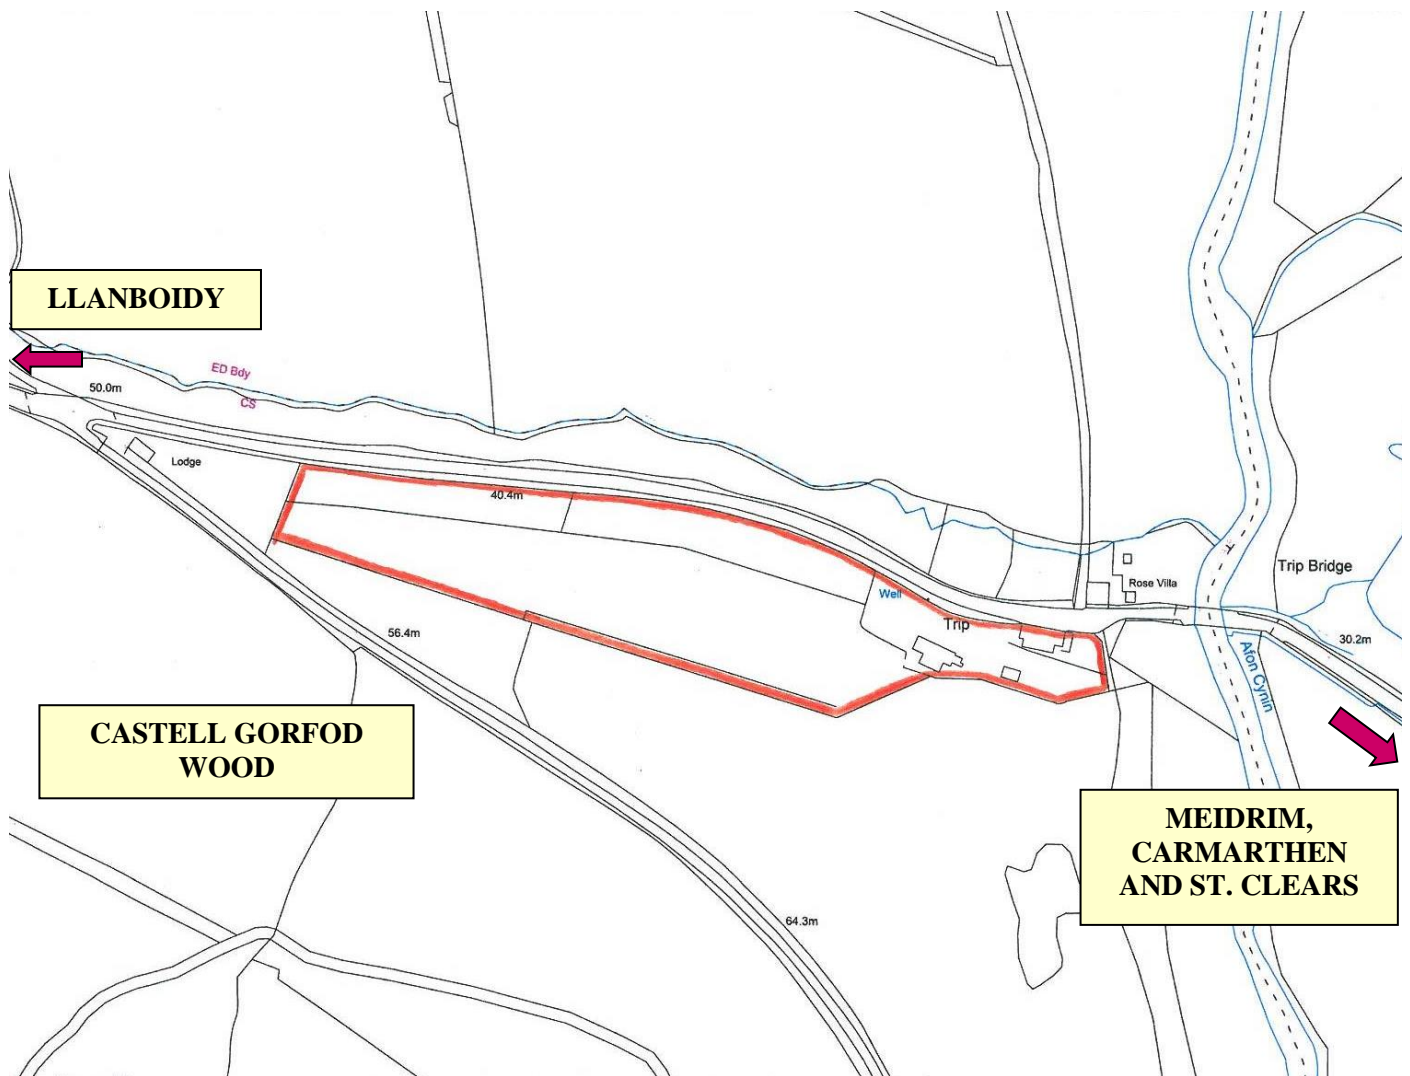 LLANBOIDY
ED Bdy
50.0m
CS
Lodge
40.4m
Trip Bridge
Rose Villa
Well
Trip
56.4m
30.2m
Afon Cynin
CASTELL GORFOD
WOOD
MEIDRIM,
CARMARTHEN
AND ST. CLEARS
64.3m